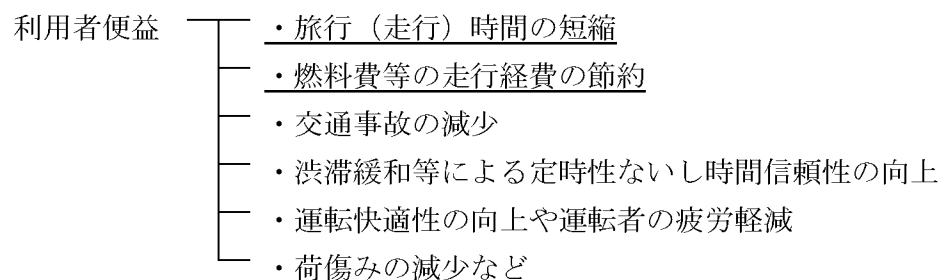 利用者便益 ・旅行（走行）時間の短縮
・燃料費等の走行経費の節約
・交通事故の減少
・渋滞緩和等による定時性ないし時間信頼性の向上
・運転快適性の向上や運転者の疲労軽減
・荷傷みの減少など